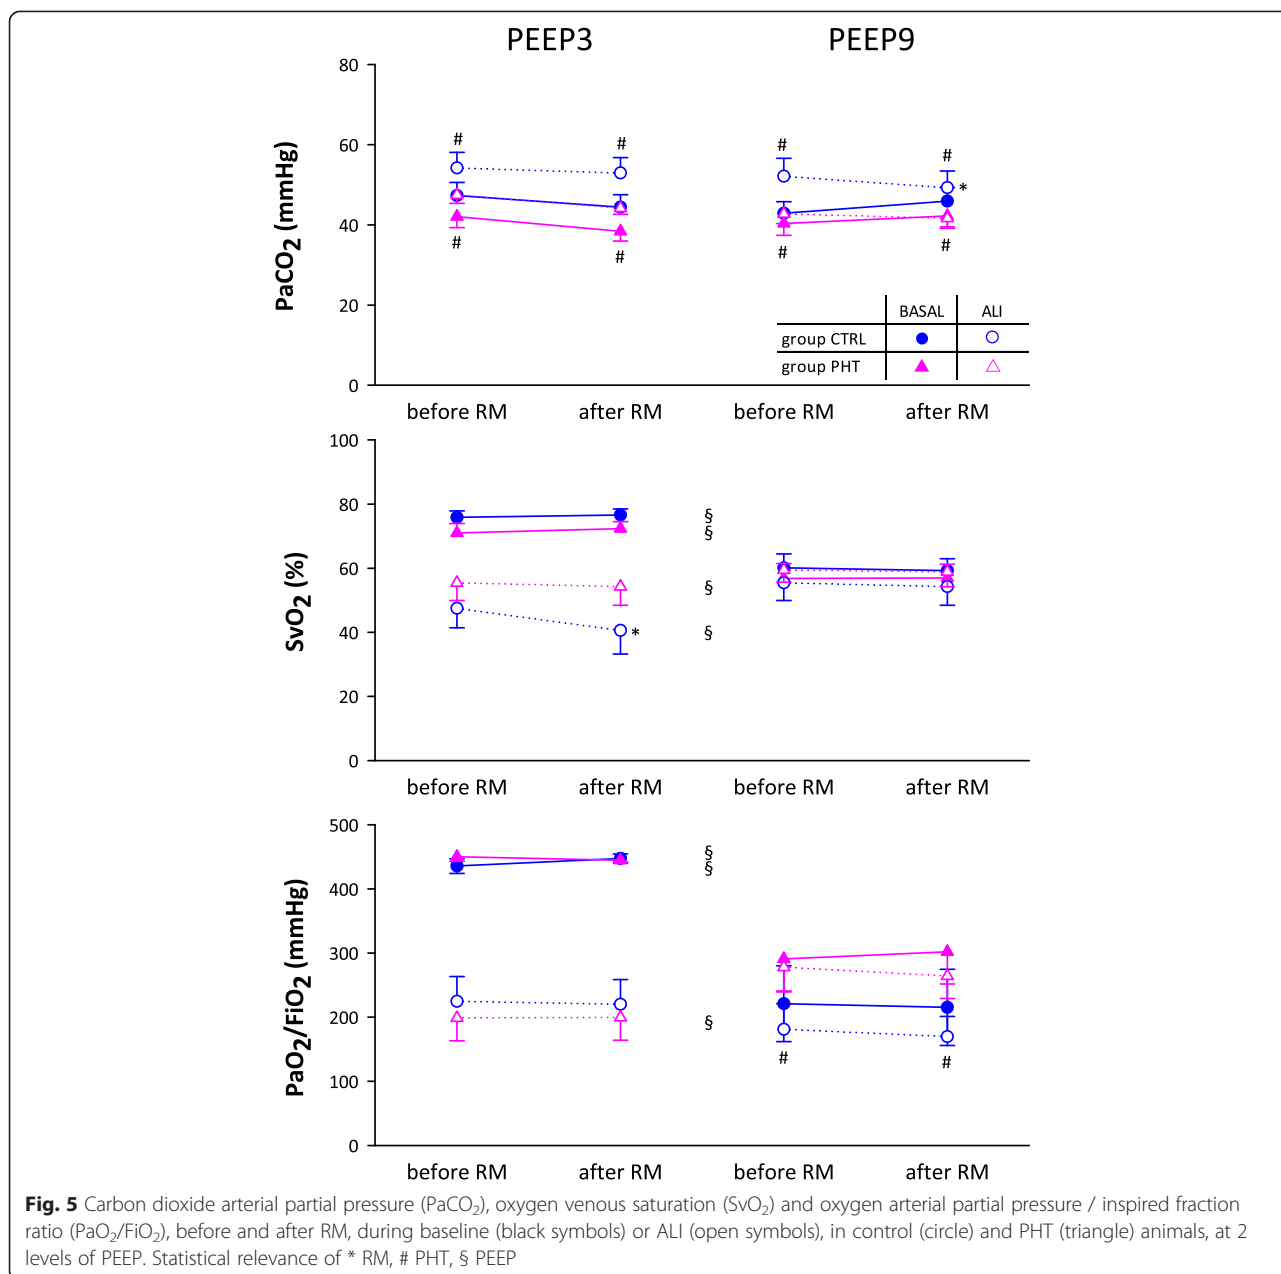 PEEP3 PEEP9
80
60
40
20
0
PaCO2 (mmHg)
# # # #
*
# # # #
BASAL ALI
group CTRL
group PHT
before RM after RM before RM after RM
100
80
60
40
20
0
SvO2 (%)
§
§
§
* §
before RM after RM before RM after RM
500
400
300
200
100
0
PaO2/FiO2 (mmHg)
§
§
§
# #
before RM after RM before RM after RM
Fig. 5 Carbon dioxide arterial partial pressure (PaCO2), oxygen venous saturation (SvO2) and oxygen arterial partial pressure / inspired fraction
ratio (PaO2/FiO2), before and after RM, during baseline (black symbols) or ALI (open symbols), in control (circle) and PHT (triangle) animals, at 2
levels of PEEP. Statistical relevance of * RM, # PHT, § PEEP